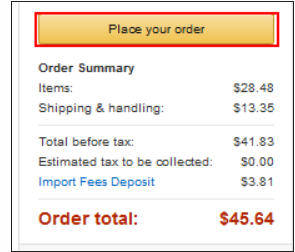 Place your order
Order Summary
Items: $28.48
Shipping & handling: $13.35
Total before tax: $41.83
Estimated tax to be collected: $0.00
Import Fees Deposit $3.81
Order total: $45.64